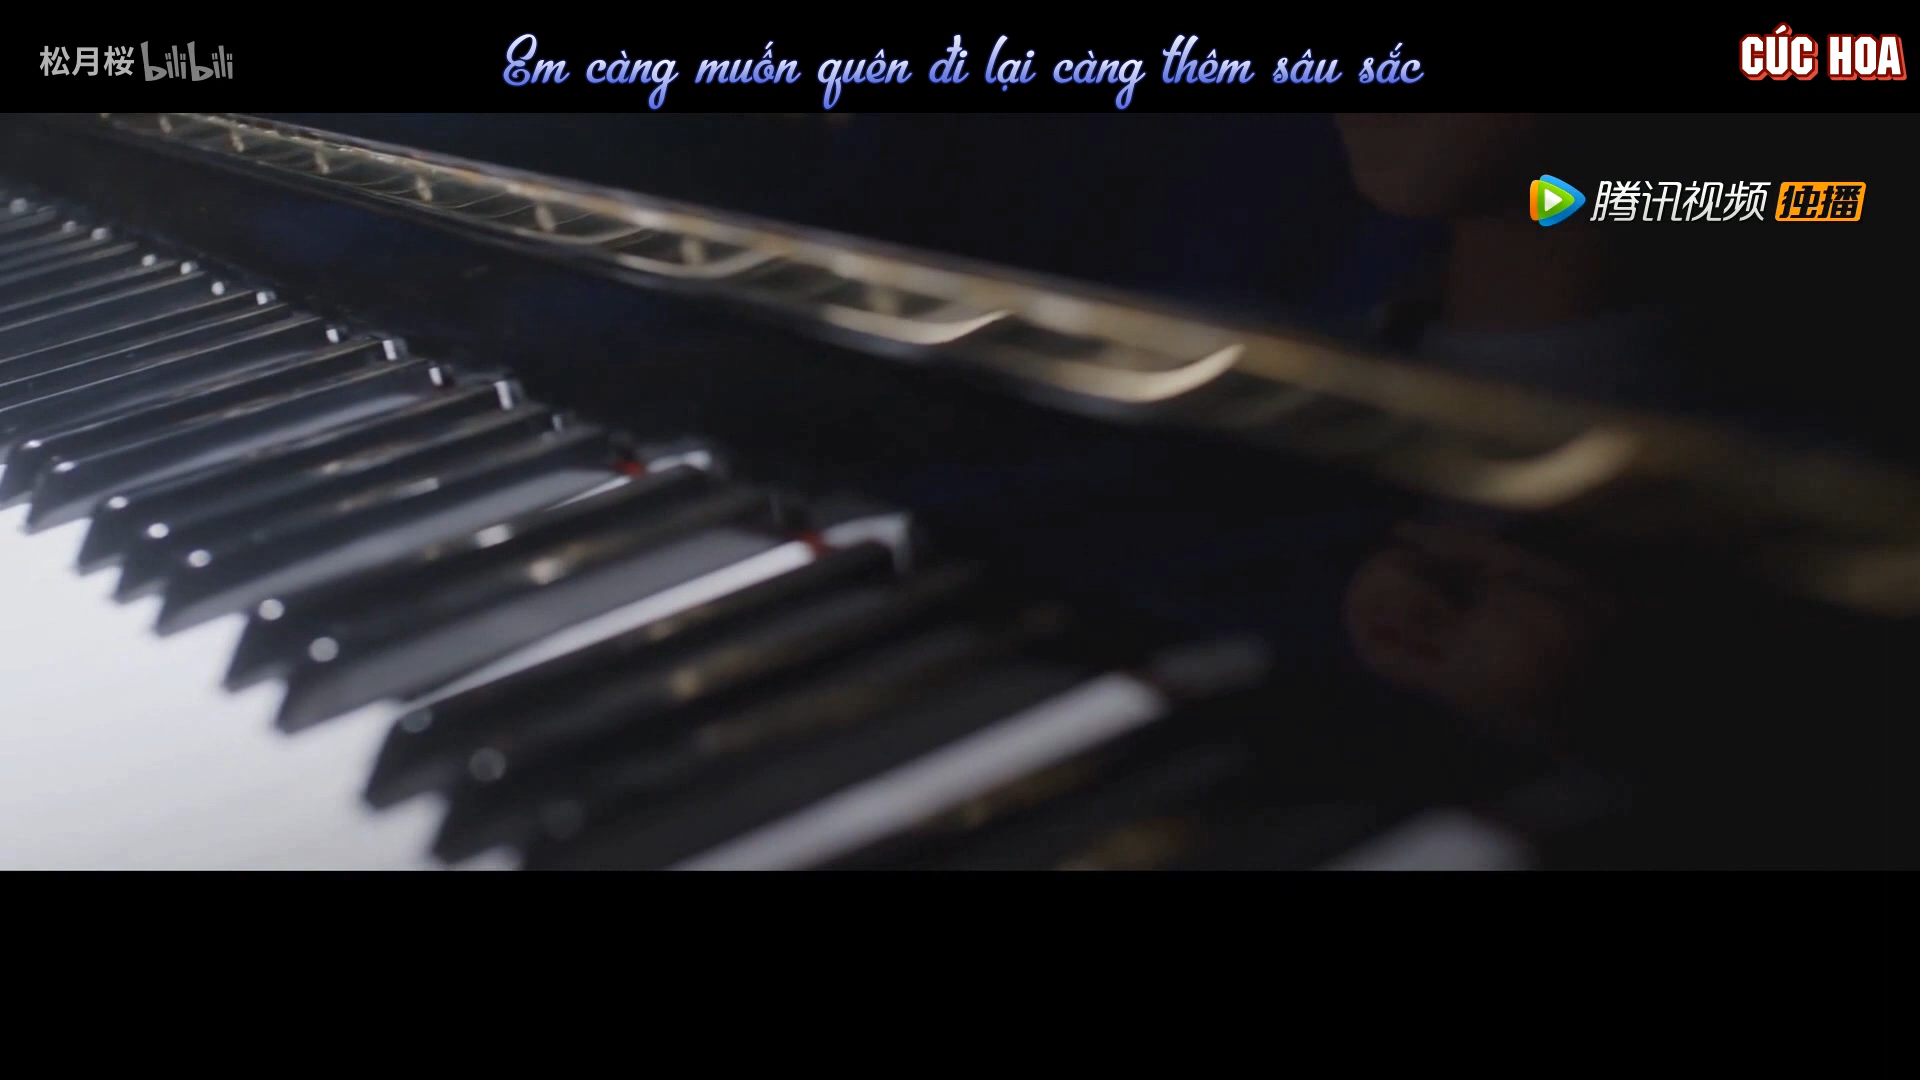 松月桜 bilibili
Em càng muốn quên đi lại càng thêm sâu sắc
CÚC HOA
腾讯视频 独播